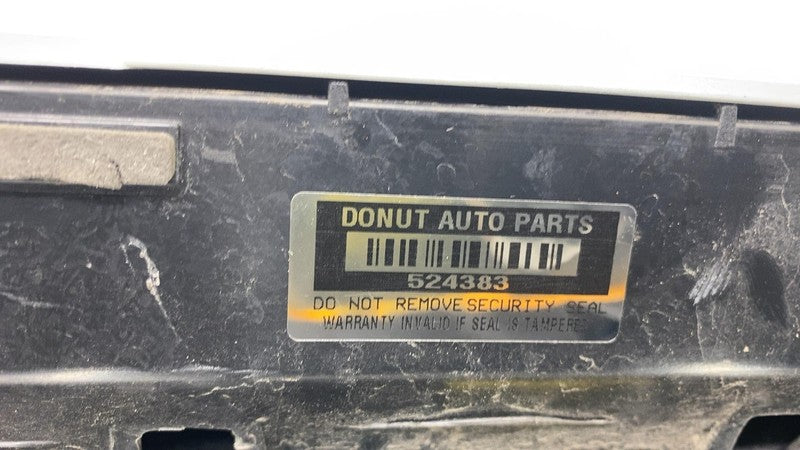 DONUT AUTO PARTS
524383
DO NOT REMOVE SECURITY SEAL
WARRANTY INVALID IF SEAL IS TAMPERED